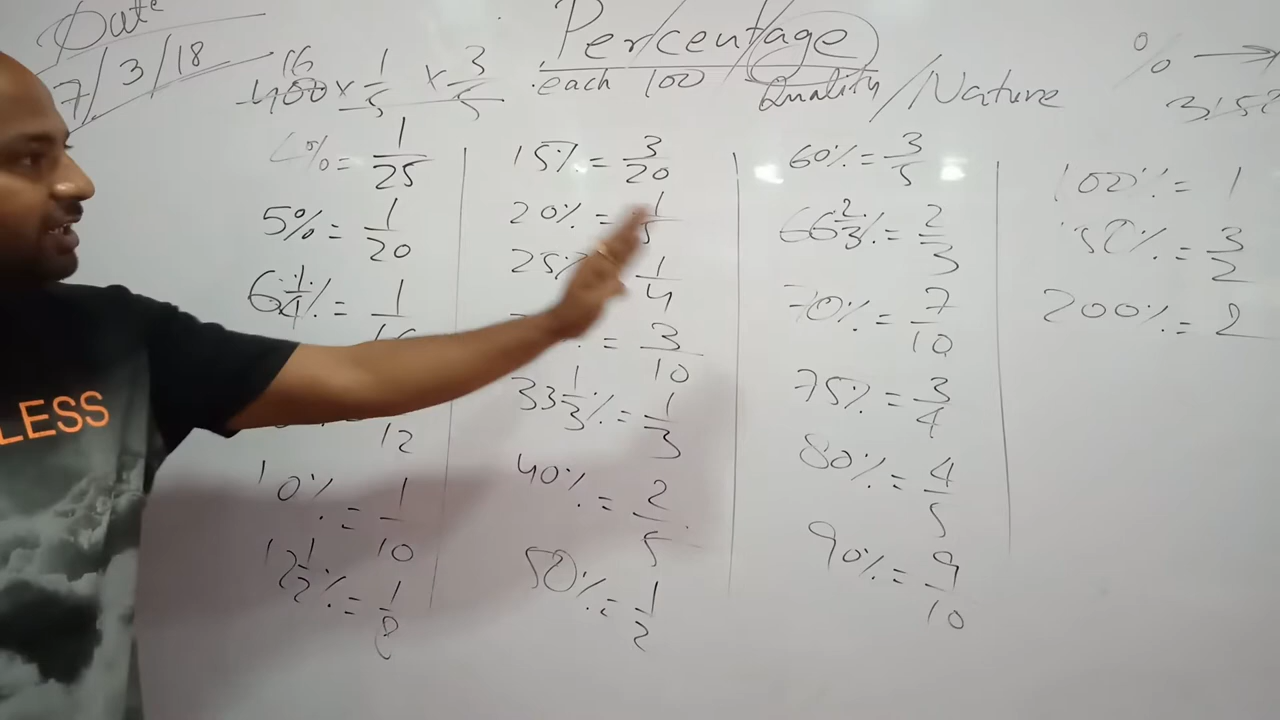 Date
7/3/18
16
400 × 1/5 × 3/5
Percentage
each 100
Quality/Nature
% →
4% = 1/25
5% = 1/20
6 1/4 % = 1/16
12
10% = 1/10
12 1/2 % = 1/8
15% = 3/20
20% = 1/5
25% 1/4
= 3/10
33 1/3 % = 1/3
40% = 2/5
50% = 1/2
60% = 3/5
66 2/3 % = 2/3
70% = 7/10
75% = 3/4
80% = 4/5
90% = 9/10
100% = 1
50% = 3/2
200% = 2
LESS